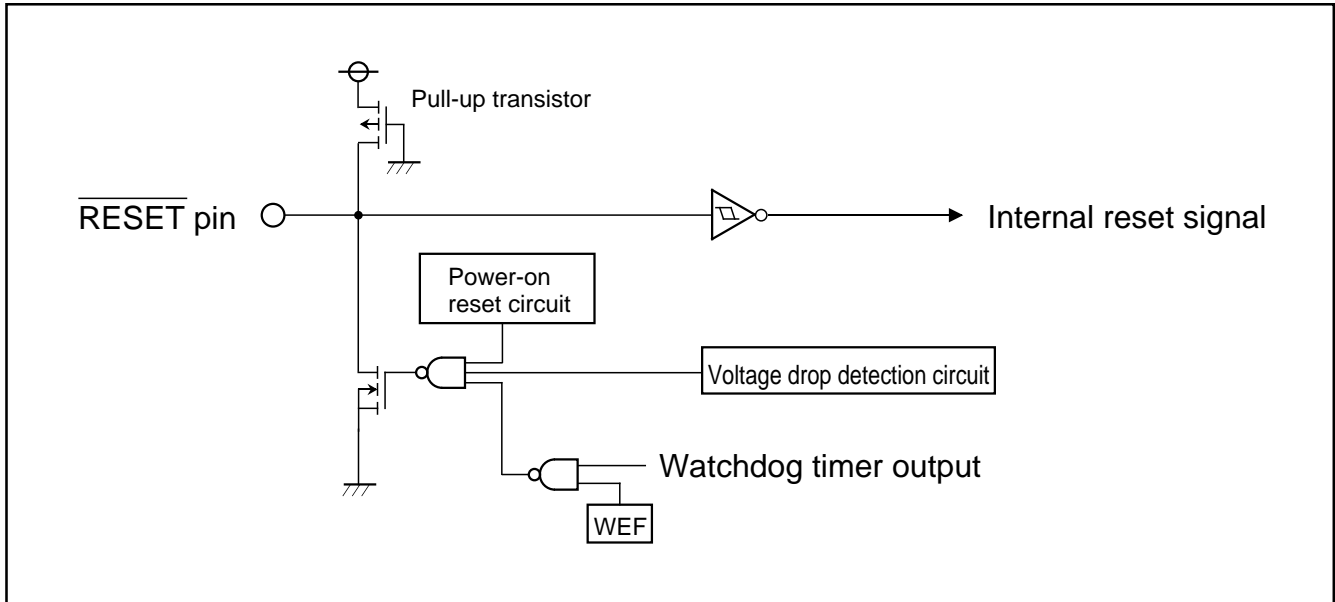 Pull-up transistor
RESET pin
Internal reset signal
Power-on
reset circuit
Voltage drop detection circuit
Watchdog timer output
WEF